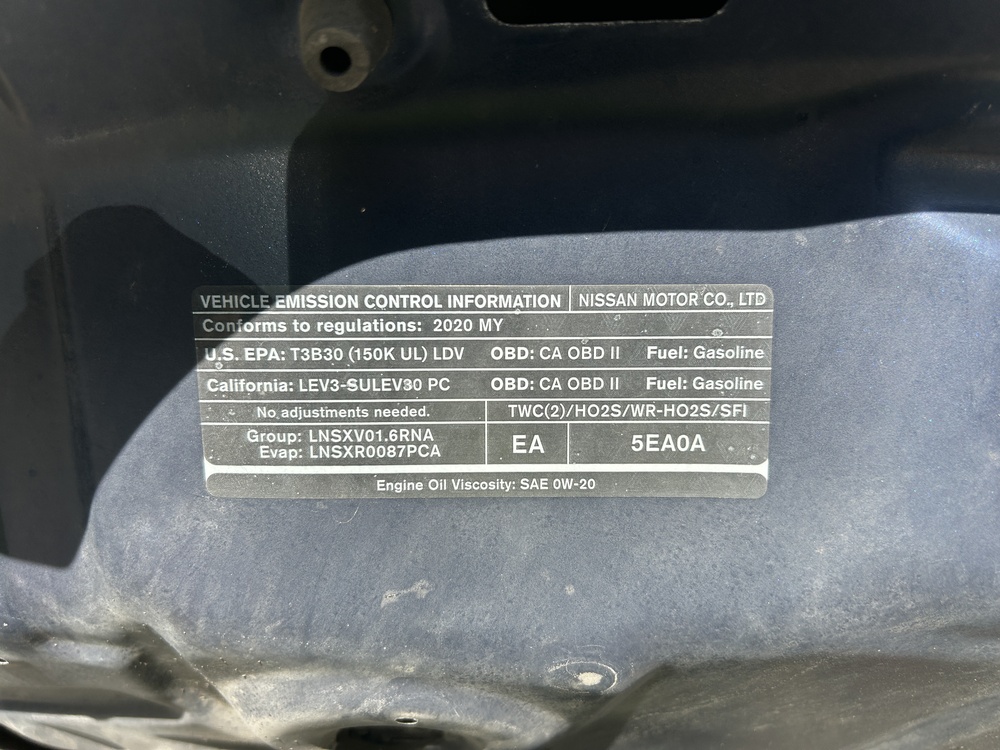 VEHICLE EMISSION CONTROL INFORMATION NISSAN MOTOR CO., LTD
Conforms to regulations: 2020 MY
U.S. EPA: T3B30 (150K UL) LDV OBD: CA OBD II Fuel: Gasoline
California: LEV3-SULEV30 PC OBD: CA OBD II Fuel: Gasoline
No adjustments needed. TWC(2)/HO2S/WR-HO2S/SFI
Group: LNSXV01.6RNA
Evap: LNSXR0087PCA
EA 5EA0A
Engine Oil Viscosity: SAE 0W-20